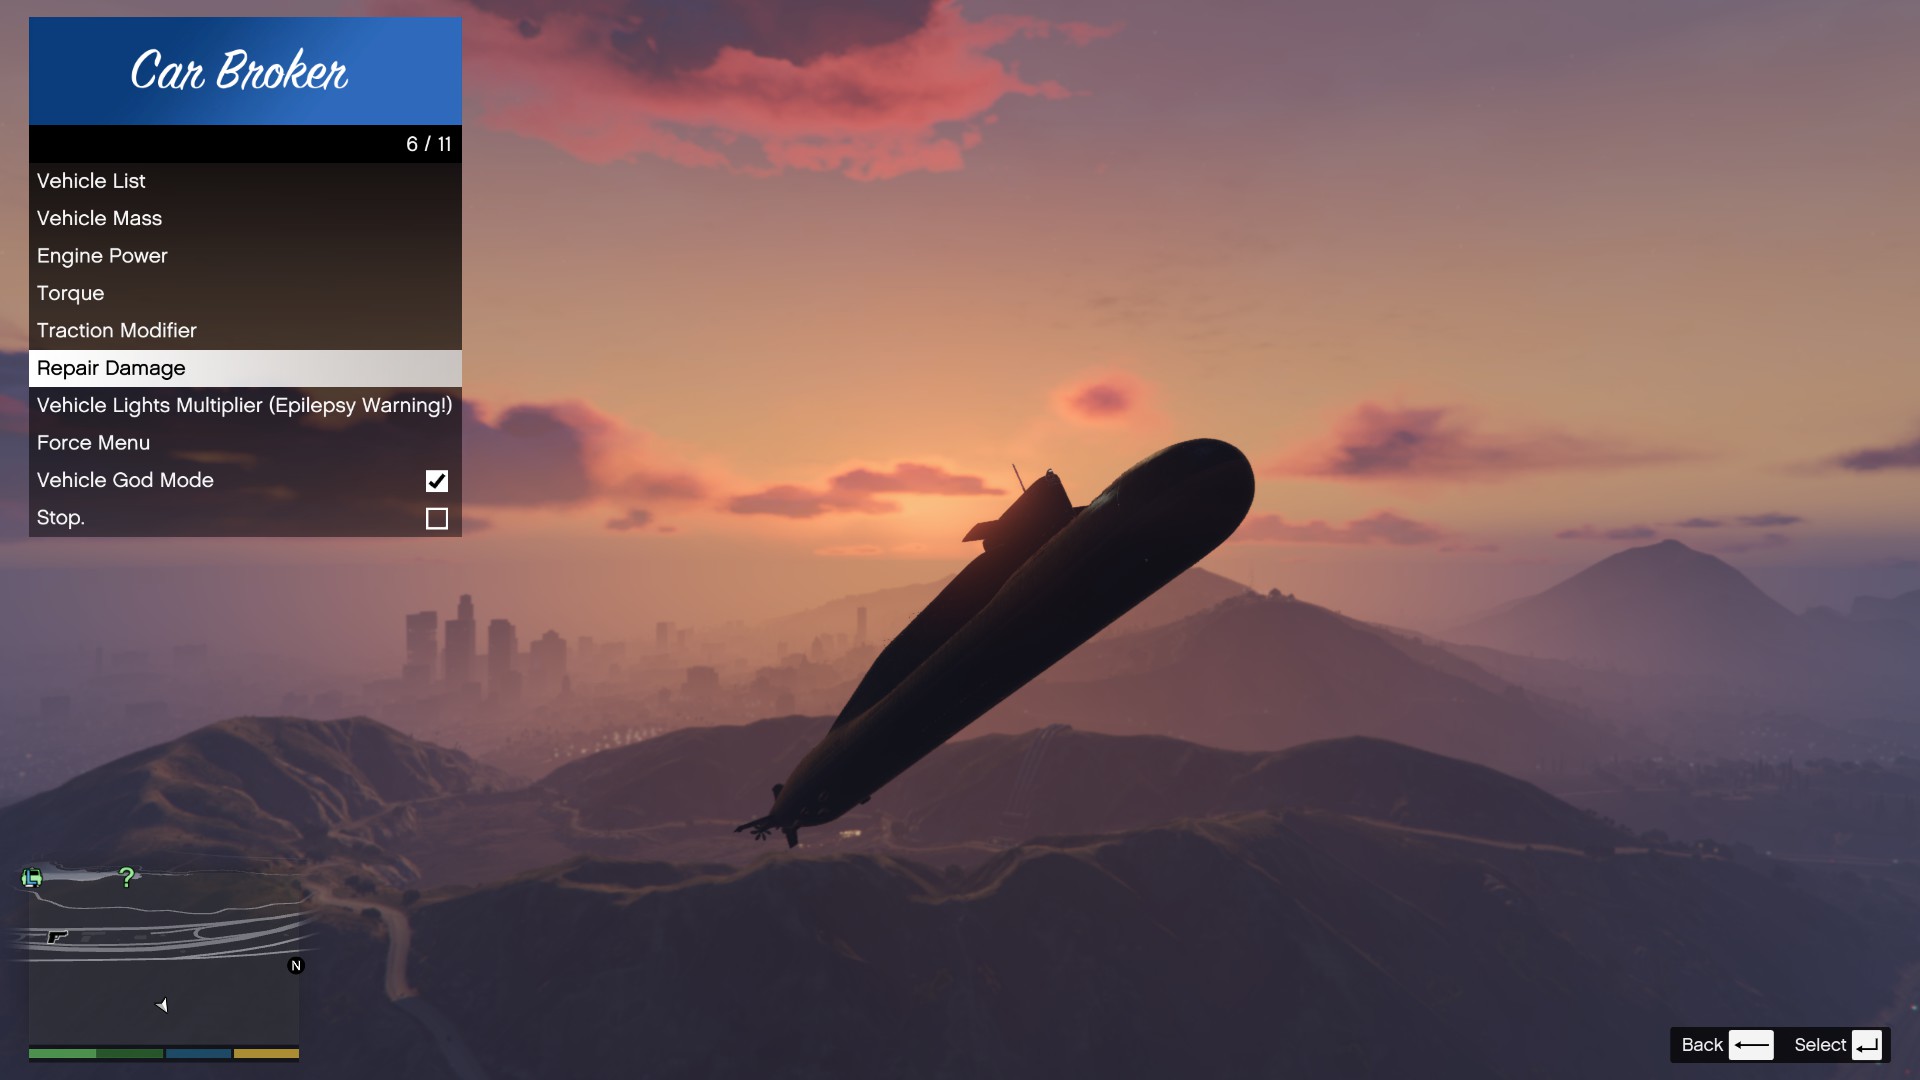 Car Broker
6 / 11
Vehicle List
Vehicle Mass
Engine Power
Torque
Traction Modifier
Repair Damage
Vehicle Lights Multiplier (Epilepsy Warning!)
Force Menu
Vehicle God Mode
Stop.
L
?
N
Back Select